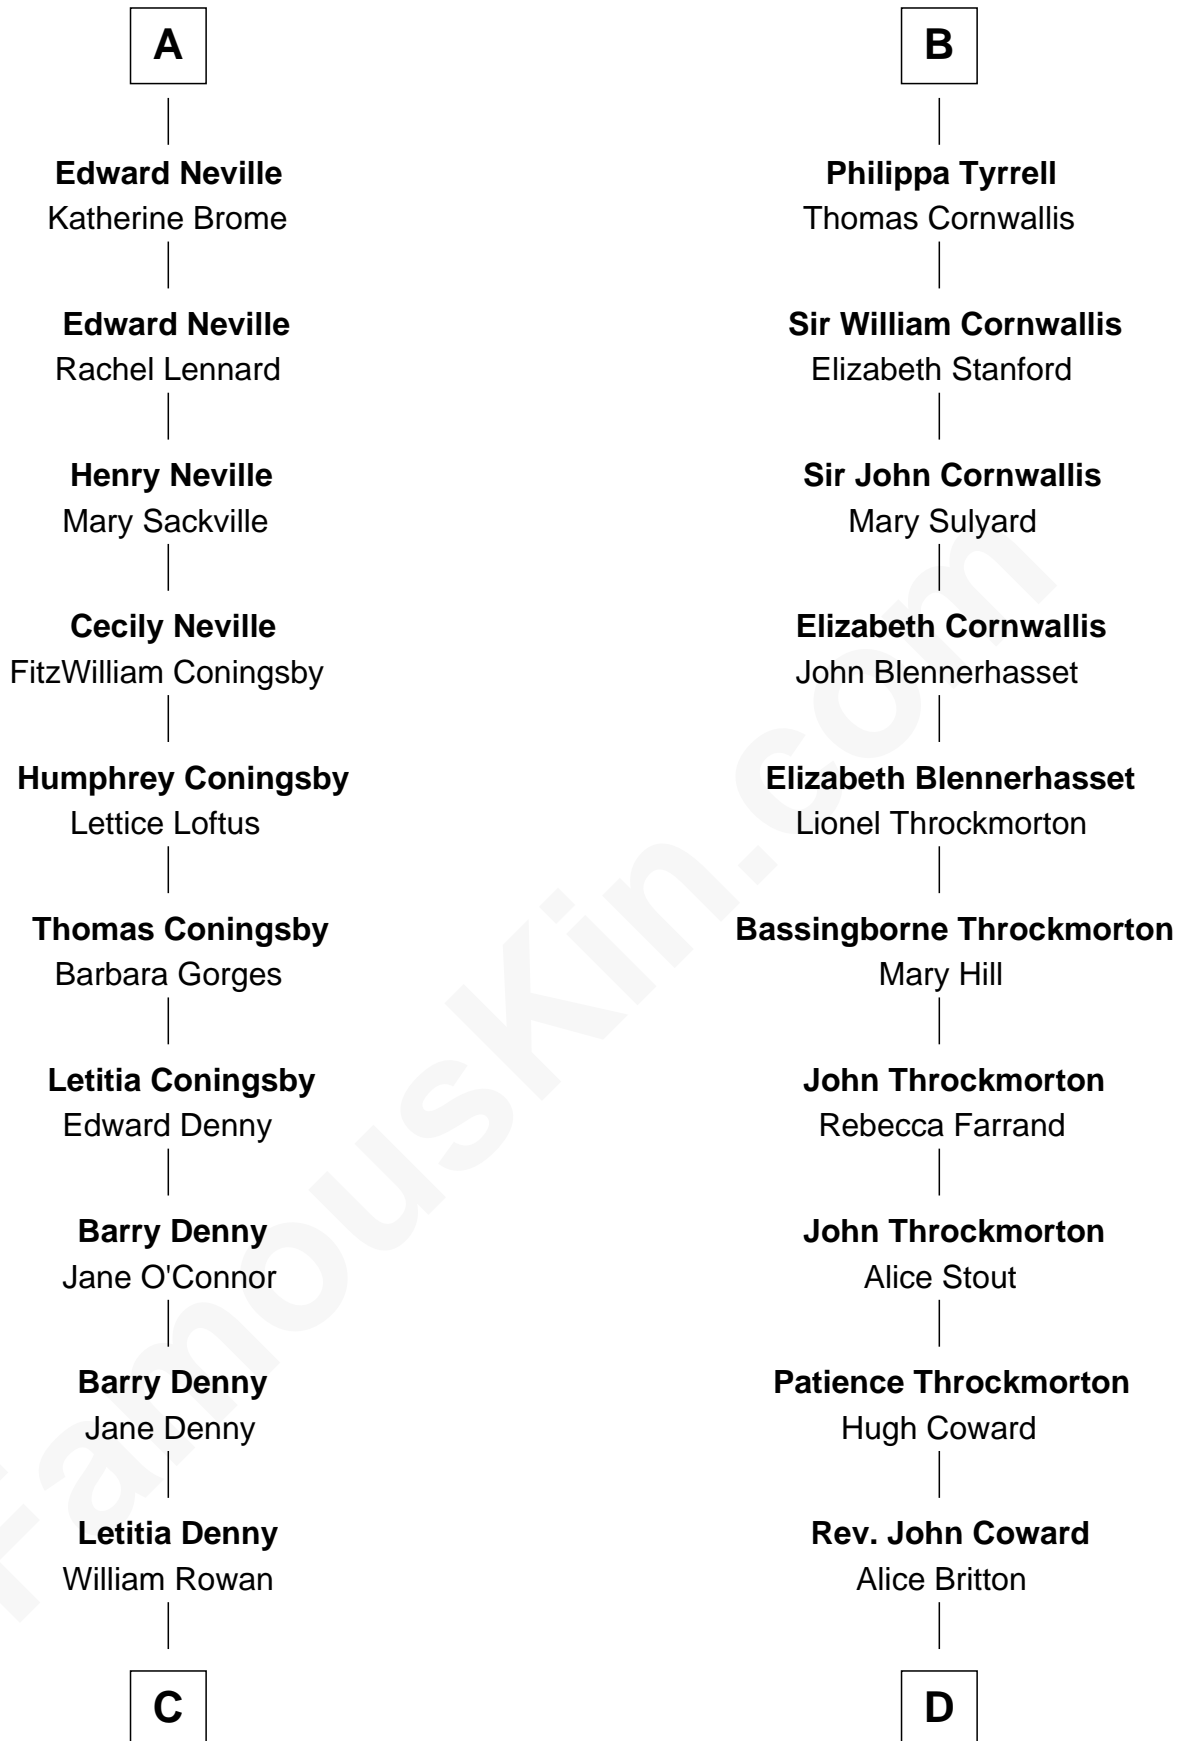 A
Edward Neville
Katherine Brome
Edward Neville
Rachel Lennard
Henry Neville
Mary Sackville
Cecily Neville
FitzWilliam Coningsby
Humphrey Coningsby
Lettice Loftus
Thomas Coningsby
Barbara Gorges
Letitia Coningsby
Edward Denny
Barry Denny
Jane O'Connor
Barry Denny
Jane Denny
Letitia Denny
William Rowan
C
B
Philippa Tyrrell
Thomas Cornwallis
Sir William Cornwallis
Elizabeth Stanford
Sir John Cornwallis
Mary Sulyard
Elizabeth Cornwallis
John Blennerhasset
Elizabeth Blennerhasset
Lionel Throckmorton
Bassingborne Throckmorton
Mary Hill
John Throckmorton
Rebecca Farrand
John Throckmorton
Alice Stout
Patience Throckmorton
Hugh Coward
Rev. John Coward
Alice Britton
D
FamousKin.com